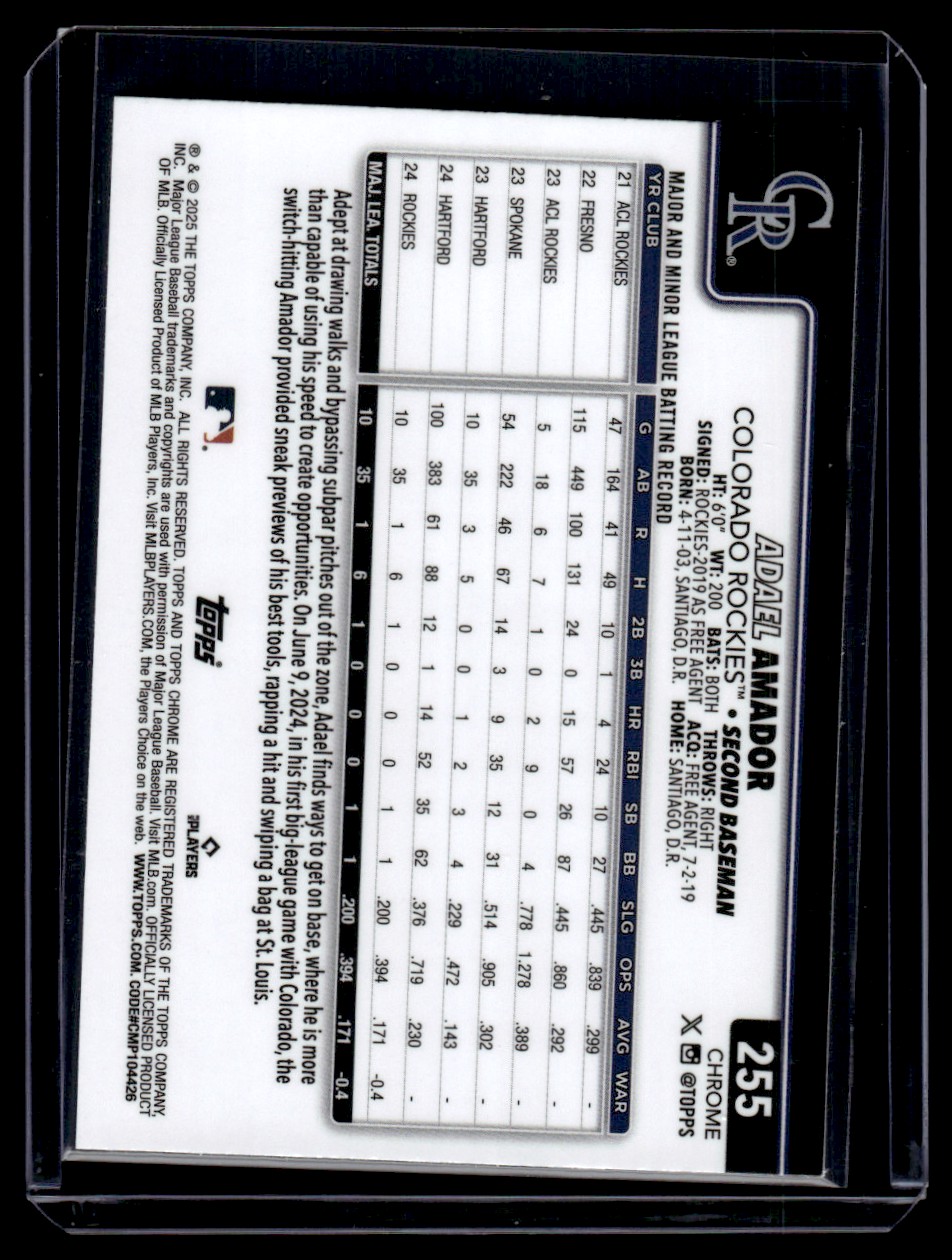 CR®
ADAEL AMADOR
COLORADO ROCKIES™ • SECOND BASEMAN
HT: 6'0" WT: 200 BATS: BOTH THROWS: RIGHT
SIGNED: ROCKIES-2019 AS FREE AGENT ACQ: FREE AGENT, 7-2-19
BORN: 4-11-03, SANTIAGO, D.R. HOME: SANTIAGO, D.R.
255
CHROME
X @TOPPS
MAJOR AND MINOR LEAGUE BATTING RECORD
YR CLUB G AB R H 2B 3B HR RBI SB BB SLG OPS AVG WAR
21 ACL ROCKIES 47 164 41 49 10 1 4 24 10 27 .445 .839 .299 -
22 FRESNO 115 449 100 131 24 0 15 57 26 87 .445 .860 .292 -
23 ACL ROCKIES 5 18 6 7 1 0 2 9 0 4 .778 1.278 .389 -
23 SPOKANE 54 222 46 67 14 3 9 35 12 31 .514 .905 .302 -
23 HARTFORD 10 35 3 5 0 0 1 2 3 4 .229 .472 .143 -
24 HARTFORD 100 383 61 88 12 1 14 52 35 62 .376 .719 .230 -
24 ROCKIES 10 35 1 6 1 0 0 0 1 1 .200 .394 .171 -0.4
MAJ. LEA. TOTALS 10 35 1 6 1 0 0 0 1 1 .200 .394 .171 -0.4
Adept at drawing walks and bypassing subpar pitches out of the zone, Adael finds ways to get on base, where he is more
than capable of using his speed to create opportunities. On June 9, 2024, in his first big-league game with Colorado, the
switch-hitting Amador provided sneak previews of his best tools, rapping a hit and swiping a bag at St. Louis.
topps®
PLAYERS
® & © 2025 THE TOPPS COMPANY, INC. ALL RIGHTS RESERVED. TOPPS AND TOPPS CHROME ARE REGISTERED TRADEMARKS OF THE TOPPS COMPANY,
INC. Major League Baseball trademarks and copyrights are used with permission of Major League Baseball. Visit MLB.com. OFFICIALLY LICENSED PRODUCT
OF MLB. Officially Licensed Product of MLB Players, Inc. Visit MLBPLAYERS.COM, the Players Choice on the web. WWW.TOPPS.COM. CODE#CMP104426